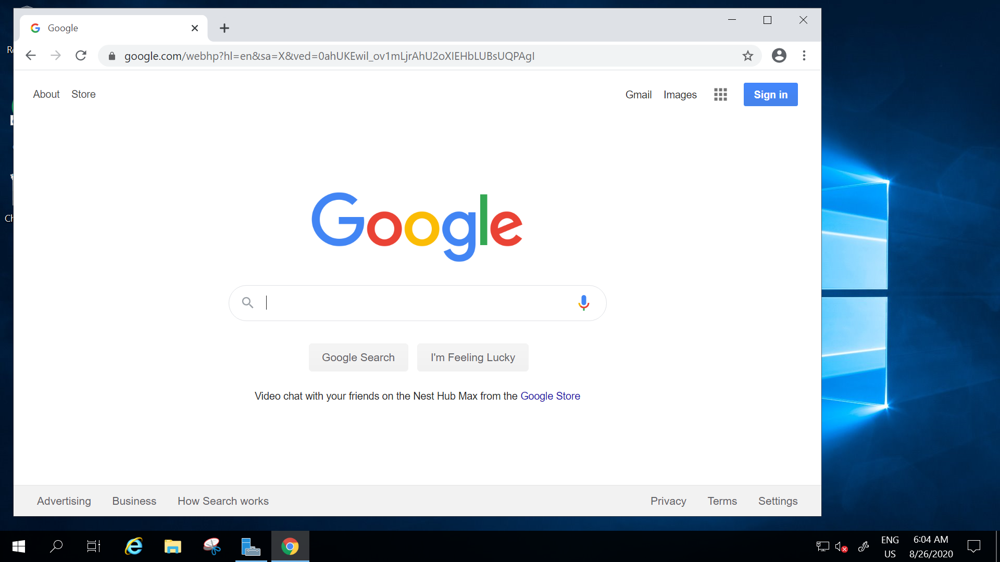 Google
google.com/webhp?hl=en&sa=X&ved=0ahUKEwil_ov1mLjrAhU2oXIEHbLUBsUQPAgI
About Store
Gmail Images Sign in
Google
Google Search I'm Feeling Lucky
Video chat with your friends on the Nest Hub Max from the Google Store
Advertising Business How Search works
Privacy Terms Settings
ENG 6:04 AM
US 8/26/2020